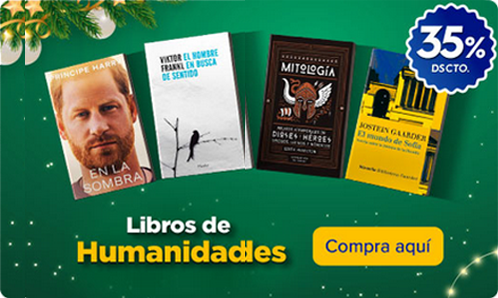 35%
DSCTO.
PRÍNCIPE HARRY
EN LA
SOMBRA
VIKTOR EL HOMBRE
FRANKL EN BUSCA
DE SENTIDO
MITOLOGÍA
DIOSES, HÉROES
JOSTEIN GAARDER
El mundo de Sofía
Libros de
Humanidades
Compra aquí